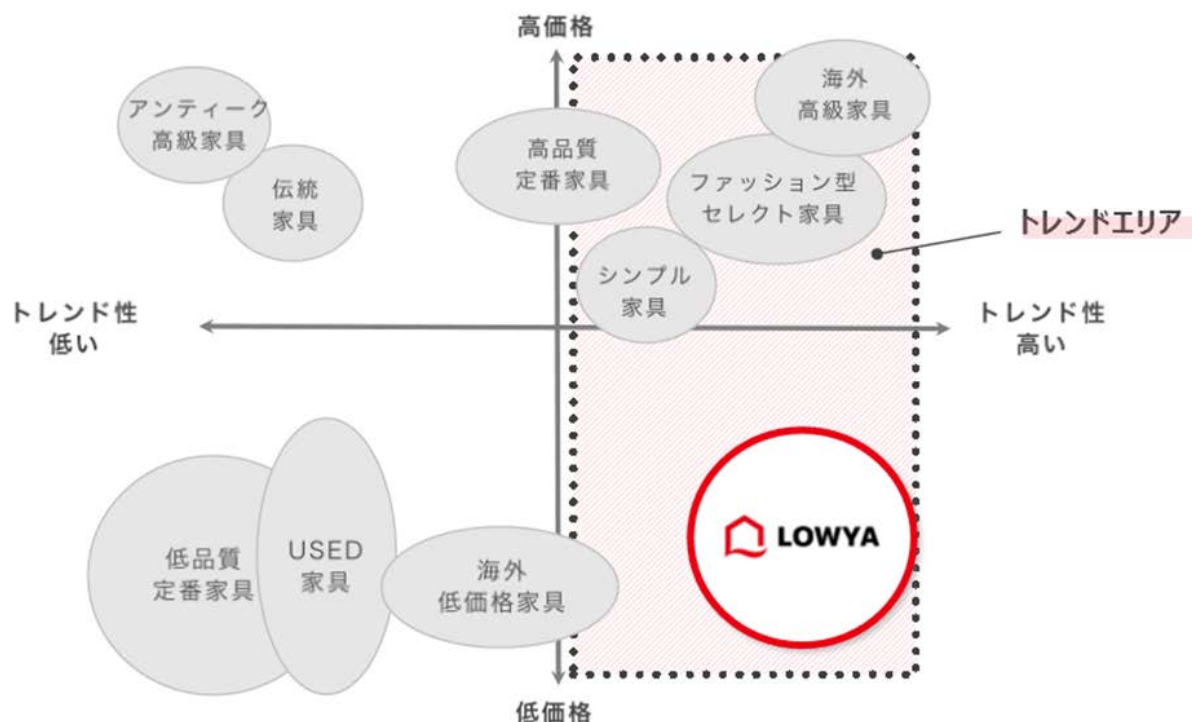 高価格
アンティーク
高級家具
伝統
家具
高品質
定番家具
海外
高級家具
ファッション型
セレクト家具
シンプル
家具
トレンドエリア
トレンド性
低い
トレンド性
高い
低品質
定番家具
USED
家具
海外
低価格家具
LOWYA
低価格